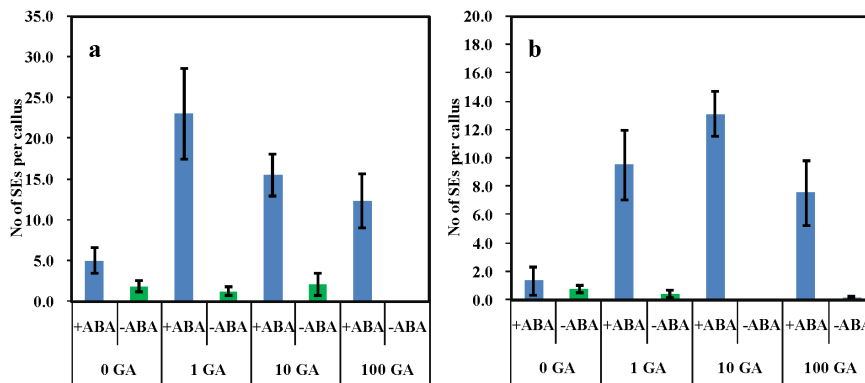 a
No of SEs per callus
35.0
30.0
25.0
20.0
15.0
10.0
5.0
0.0
+ABA -ABA +ABA -ABA +ABA -ABA +ABA -ABA
0 GA 1 GA 10 GA 100 GA
b
No of SEs per callus
20.0
18.0
16.0
14.0
12.0
10.0
8.0
6.0
4.0
2.0
0.0
+ABA -ABA +ABA -ABA +ABA -ABA +ABA -ABA
0 GA 1 GA 10 GA 100 GA